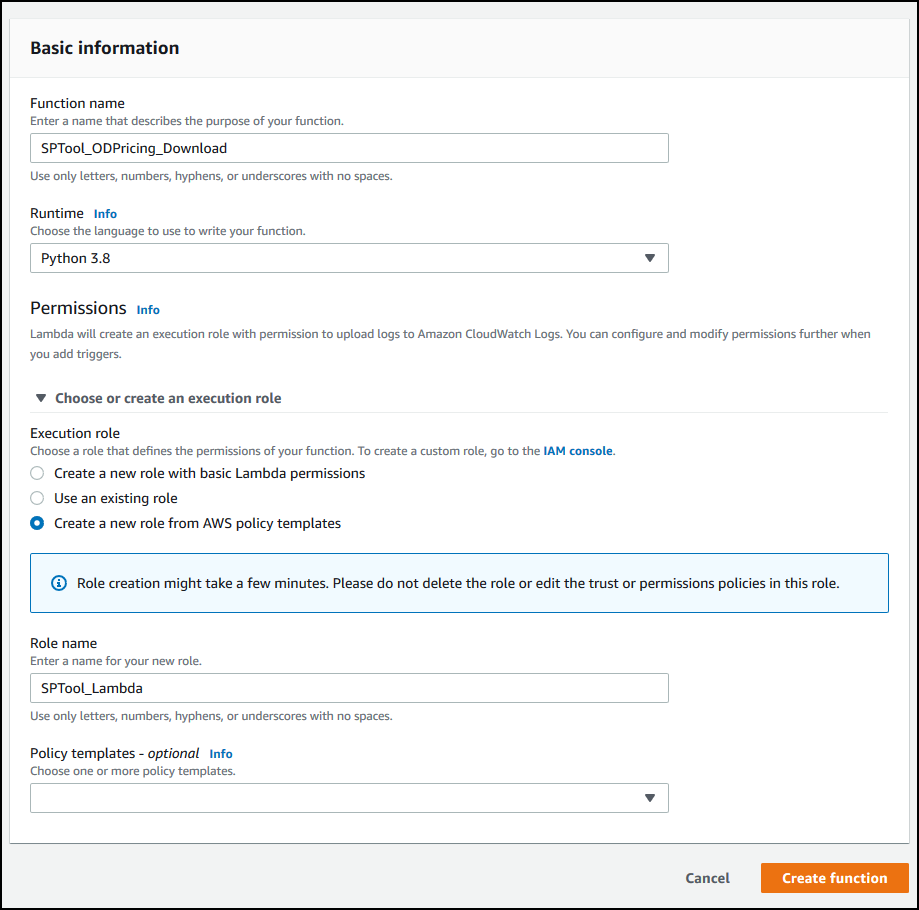 Basic information
Function name
Enter a name that describes the purpose of your function.
SPTool_ODPricing_Download
Use only letters, numbers, hyphens, or underscores with no spaces.
Runtime Info
Choose the language to use to write your function.
Python 3.8
Permissions Info
Lambda will create an execution role with permission to upload logs to Amazon CloudWatch Logs. You can configure and modify permissions further when
you add triggers.
Choose or create an execution role
Execution role
Choose a role that defines the permissions of your function. To create a custom role, go to the IAM console.
Create a new role with basic Lambda permissions
Use an existing role
Create a new role from AWS policy templates
Role creation might take a few minutes. Please do not delete the role or edit the trust or permissions policies in this role.
Role name
Enter a name for your new role.
SPTool_Lambda
Use only letters, numbers, hyphens, or underscores with no spaces.
Policy templates - optional Info
Choose one or more policy templates.
Cancel Create function